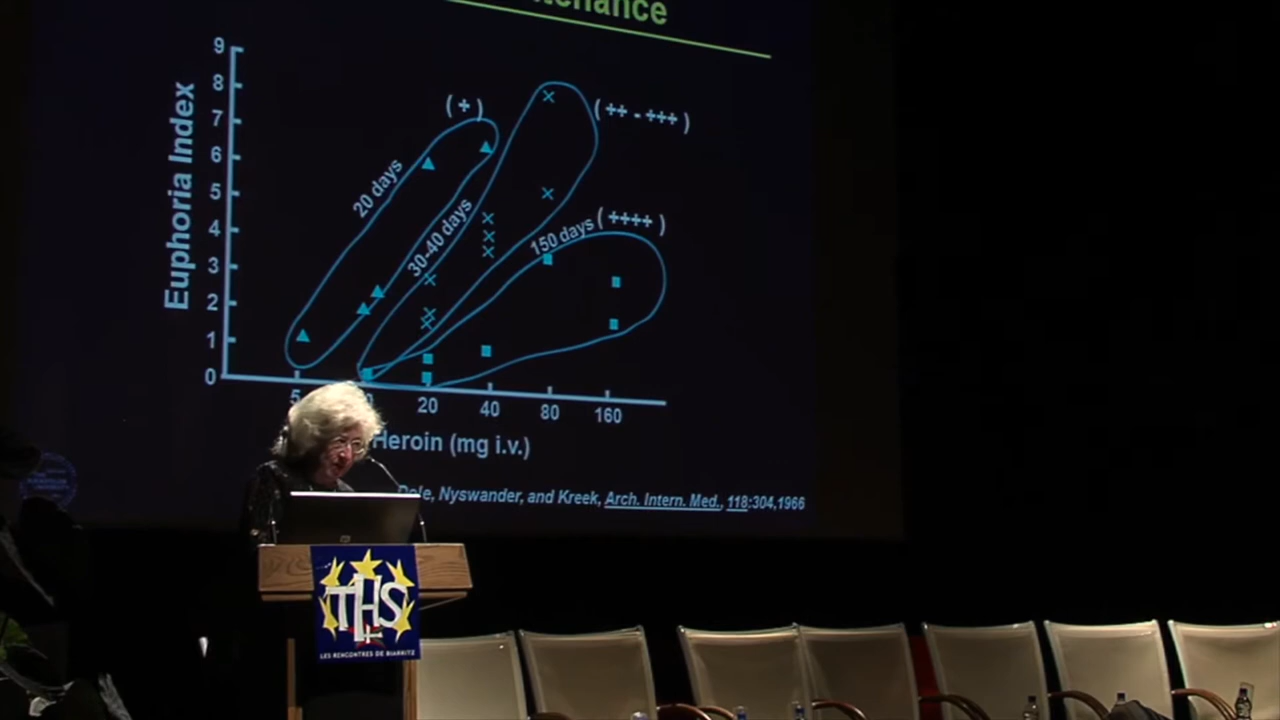 9
8
7
6
5
4
3
2
1
0
Euphoria Index
(+)
(++ - +++)
(++++)
20 days
30-40 days
150 days
5
20
40
80
160
Heroin (mg i.v.)
Nyswander, and Kreek, Arch. Intern. Med., 118:304,1966
THS
LES RENCONTRES DE BIARRITZ